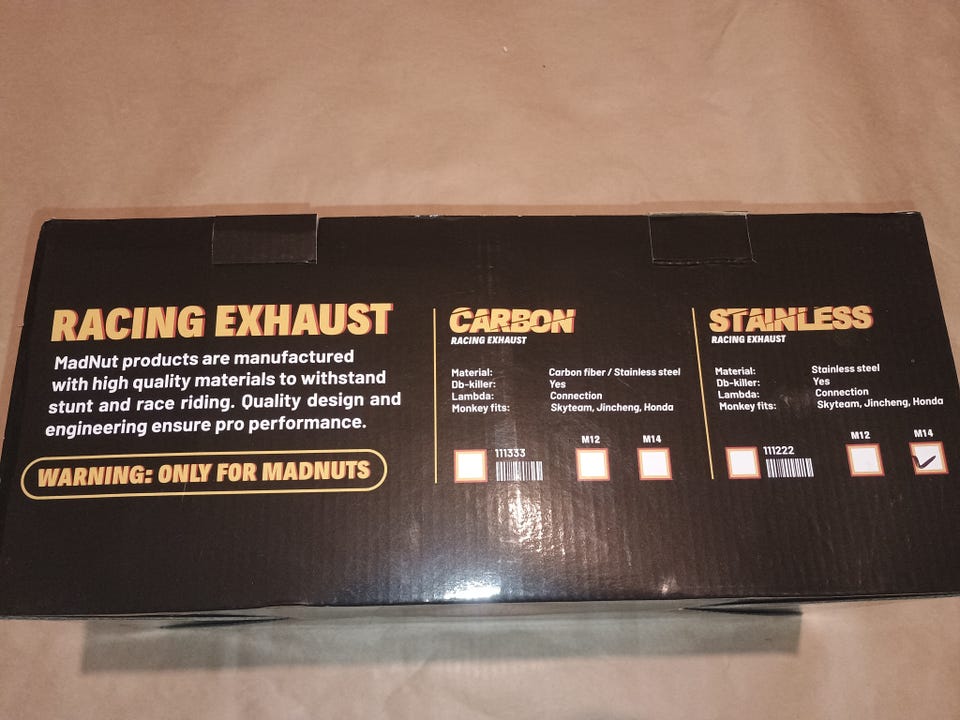 RACING EXHAUST
MadNut products are manufactured
with high quality materials to withstand
stunt and race riding. Quality design and
engineering ensure pro performance.
WARNING: ONLY FOR MADNUTS
CARBON
RACING EXHAUST
Material: Carbon fiber / Stainless steel
Db-killer: Yes
Lambda: Connection
Monkey fits: Skyteam, Jincheng, Honda
111333 M12 M14
STAINLESS
RACING EXHAUST
Material: Stainless steel
Db-killer: Yes
Lambda: Connection
Monkey fits: Skyteam, Jincheng, Honda
111222 M12 M14